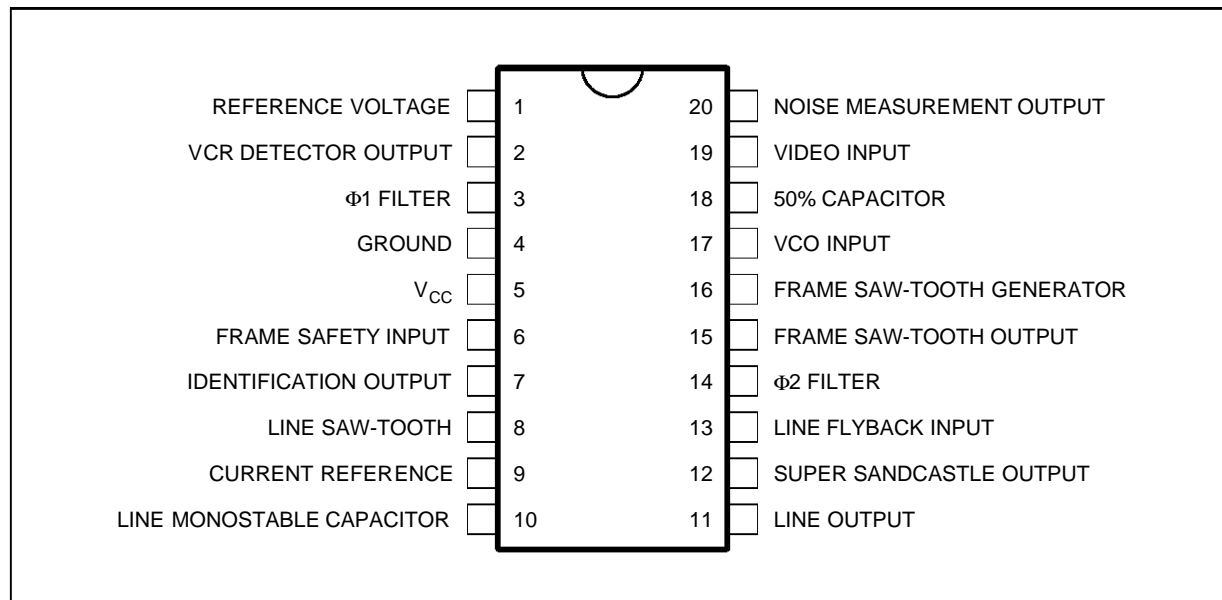 REFERENCE VOLTAGE 1 20 NOISE MEASUREMENT OUTPUT
VCR DETECTOR OUTPUT 2 19 VIDEO INPUT
Φ1 FILTER 3 18 50% CAPACITOR
GROUND 4 17 VCO INPUT
VCC 5 16 FRAME SAW-TOOTH GENERATOR
FRAME SAFETY INPUT 6 15 FRAME SAW-TOOTH OUTPUT
IDENTIFICATION OUTPUT 7 14 Φ2 FILTER
LINE SAW-TOOTH 8 13 LINE FLYBACK INPUT
CURRENT REFERENCE 9 12 SUPER SANDCASTLE OUTPUT
LINE MONOSTABLE CAPACITOR 10 11 LINE OUTPUT